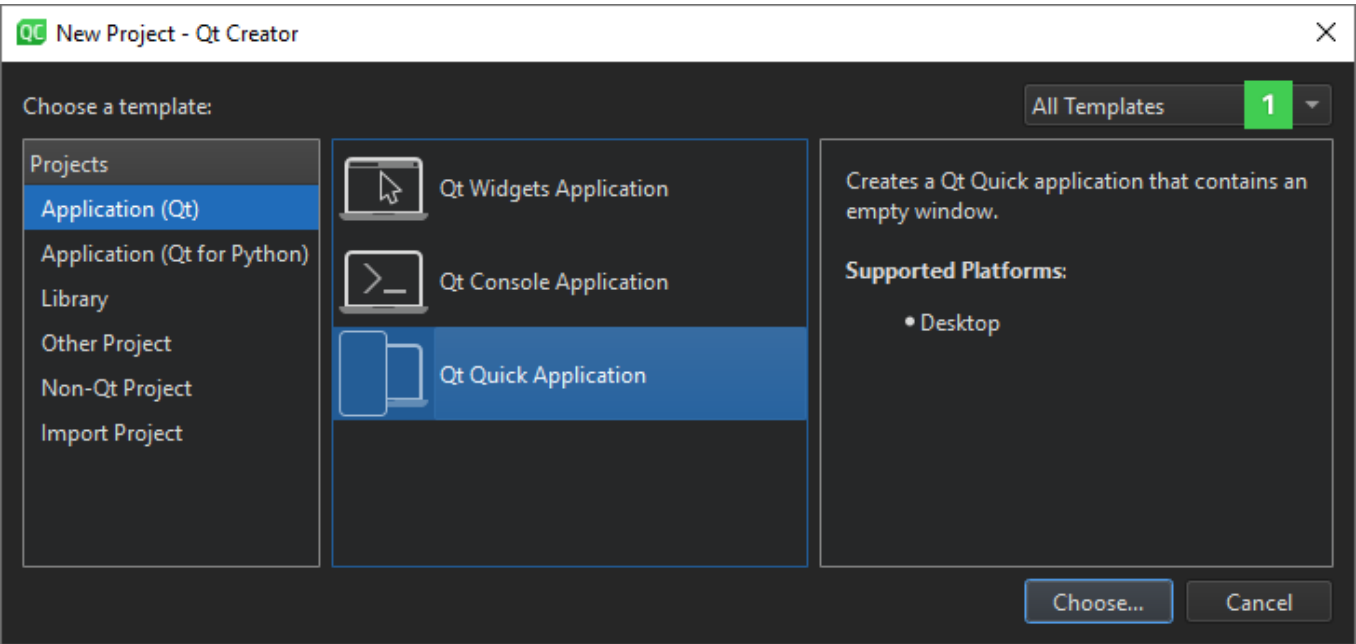 QC New Project - Qt Creator
Choose a template:
All Templates 1
Projects
Application (Qt)
Application (Qt for Python)
Library
Other Project
Non-Qt Project
Import Project
Qt Widgets Application
Qt Console Application
Qt Quick Application
Creates a Qt Quick application that contains an
empty window.
Supported Platforms:
• Desktop
Choose...
Cancel